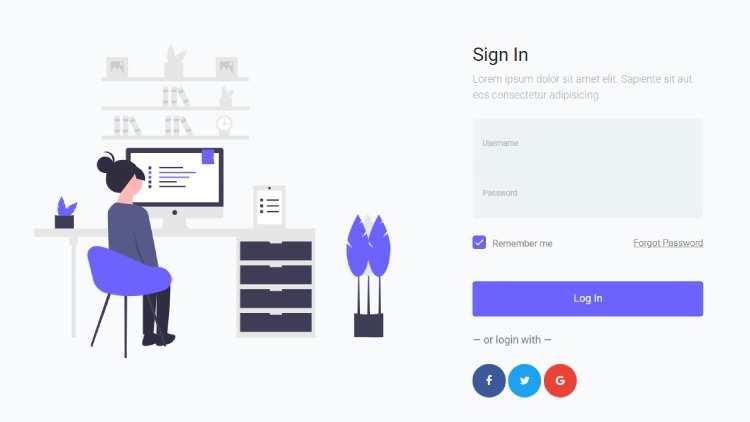 Sign In
Lorem ipsum dolor sit amet elit. Sapiente sit aut
eos consectetur adipisicing.
Username
Password
Remember me
Forgot Password
Log In
— or login with —